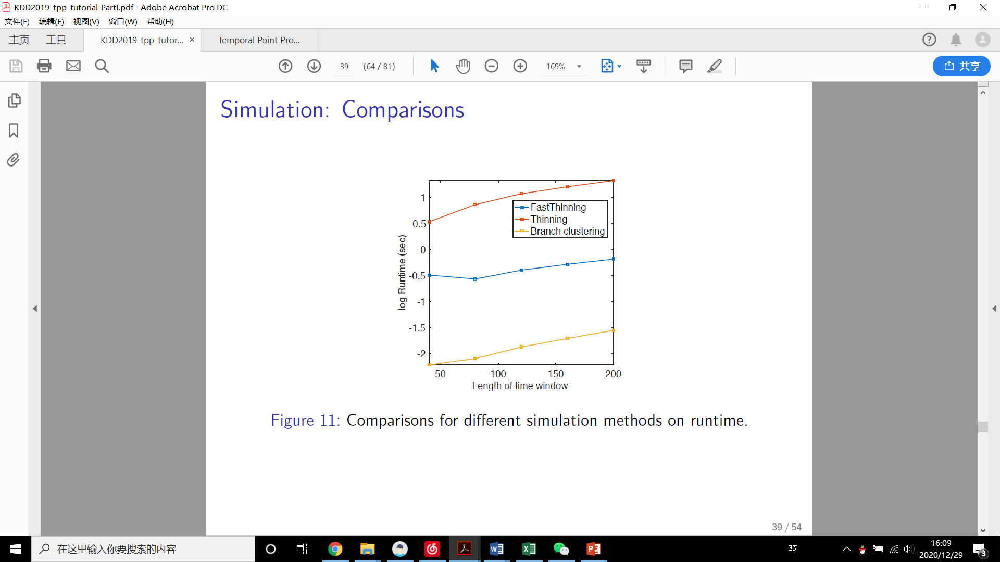 KDD2019_tpp_tutorial-PartI.pdf - Adobe Acrobat Pro DC
文件(F) 编辑(E) 视图(V) 窗口(W) 帮助(H)
主页 工具 KDD2019_tpp_tutor... × Temporal Point Pro...
39 (64 / 81) 169% 共享
Simulation: Comparisons
1
0.5
0
-0.5
-1
-1.5
-2
log Runtime (sec)
FastThinning
Thinning
Branch clustering
50 100 150 200
Length of time window
Figure 11: Comparisons for different simulation methods on runtime.
39 / 54
在这里输入你要搜索的内容
EN
16:09
2020/12/29
3